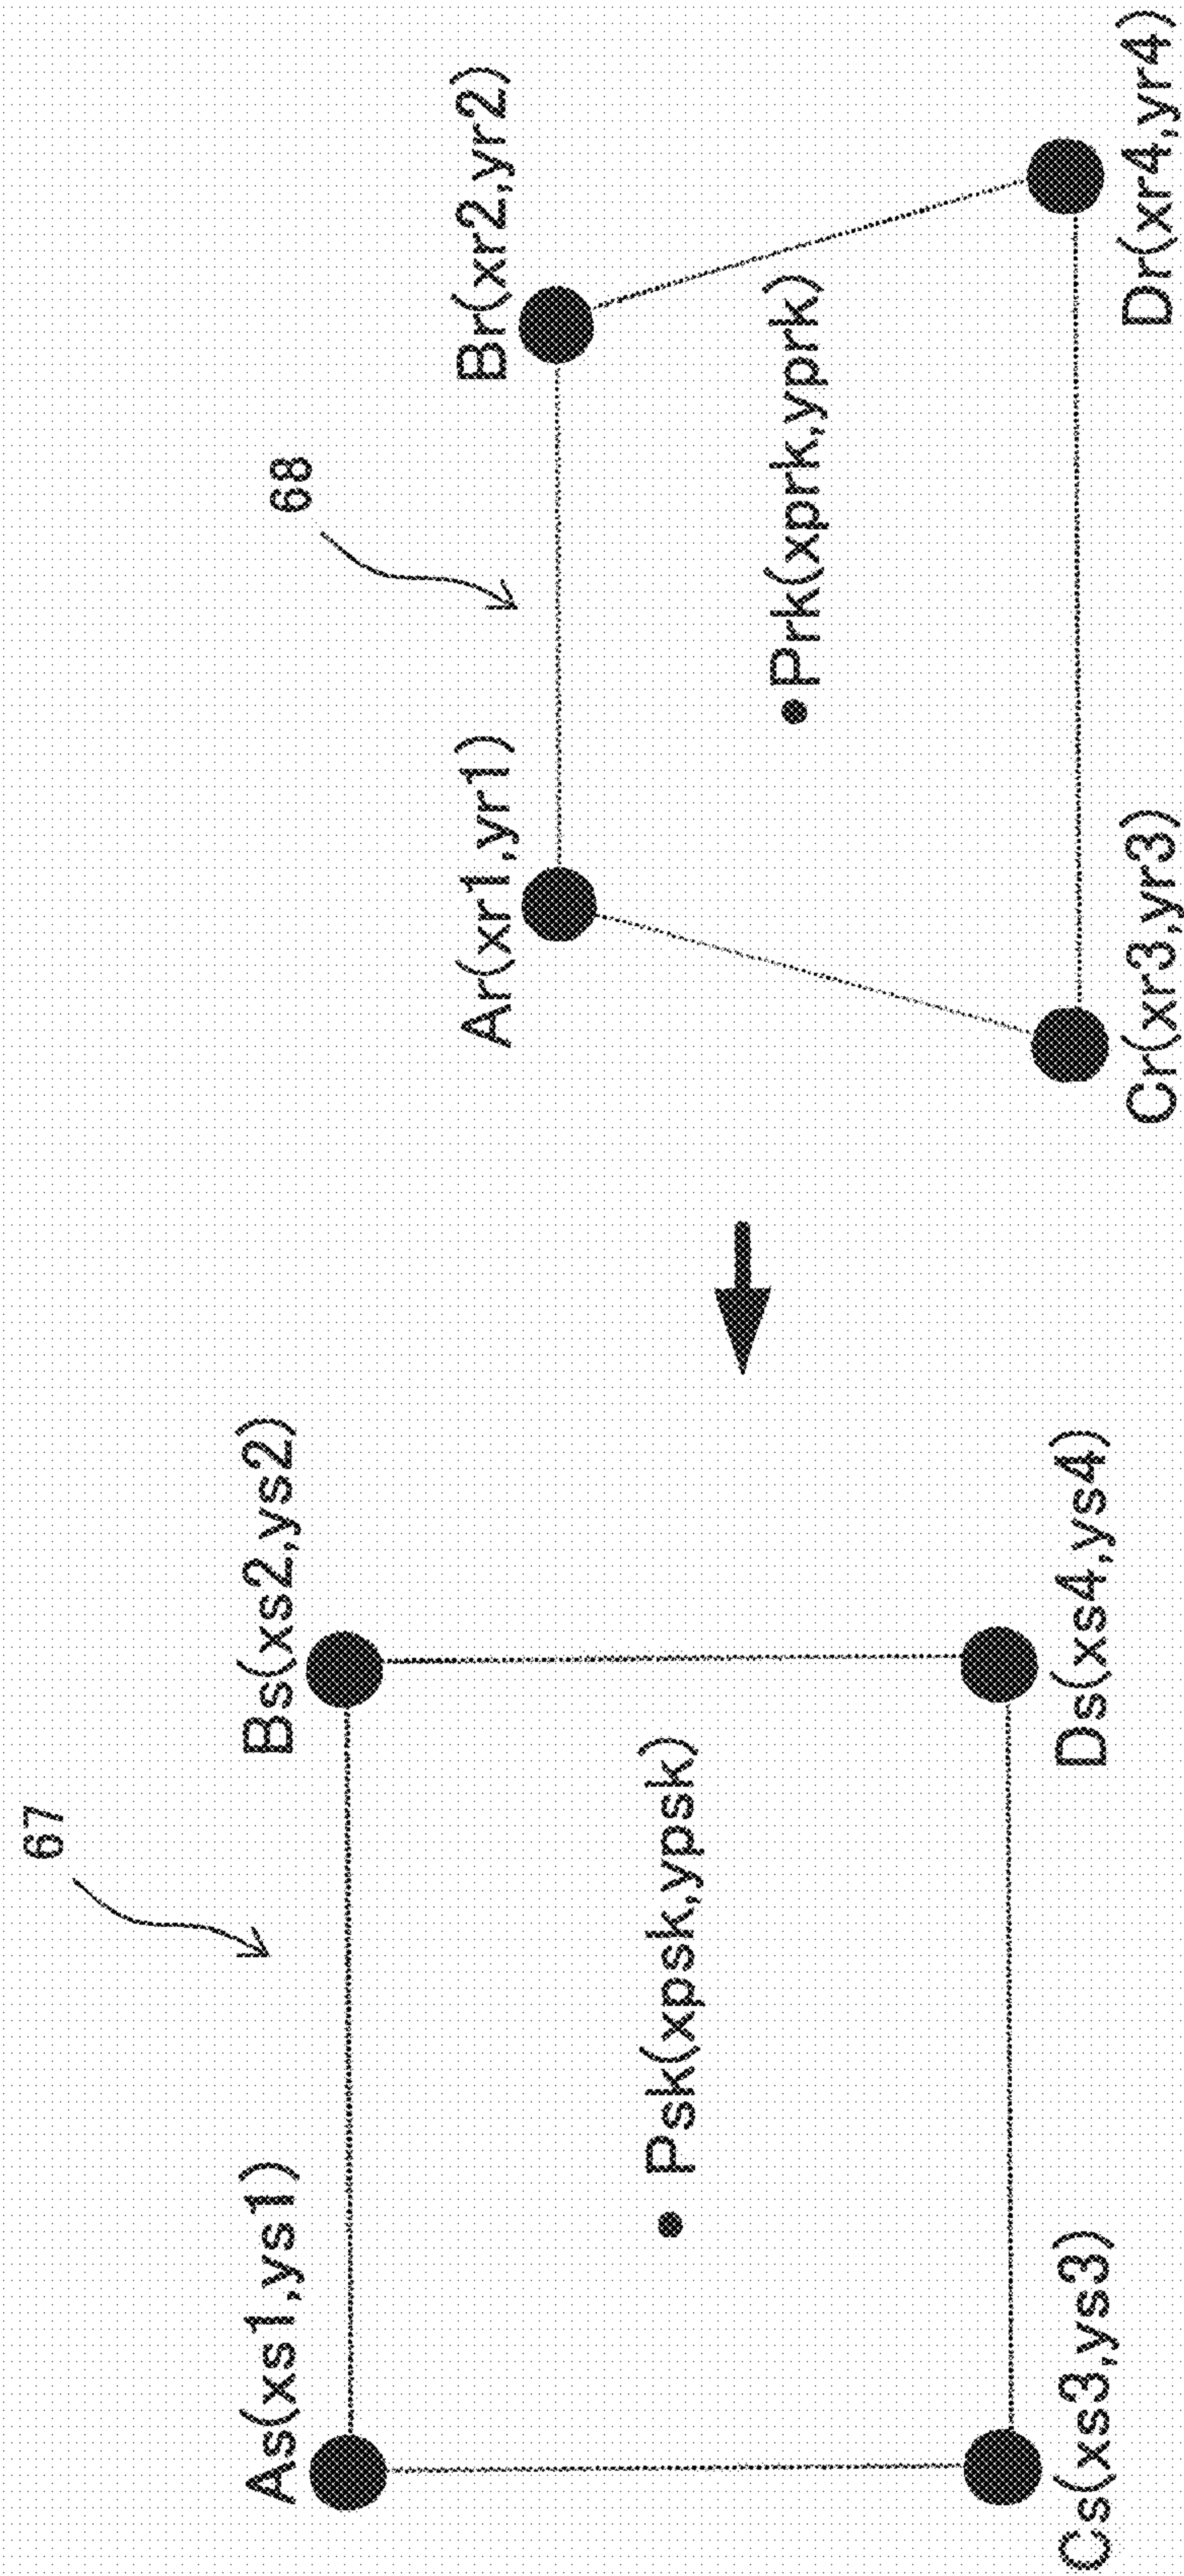 67
As(xs1,ys1)
Bs(xs2,ys2)
Psk(xpsk,ypsk)
Cs(xs3,ys3)
Ds(xs4,ys4)
68
Ar(xr1,yr1)
Br(xr2,yr2)
Prk(xprk,yprk)
Cr(xr3,yr3)
Dr(xr4,yr4)